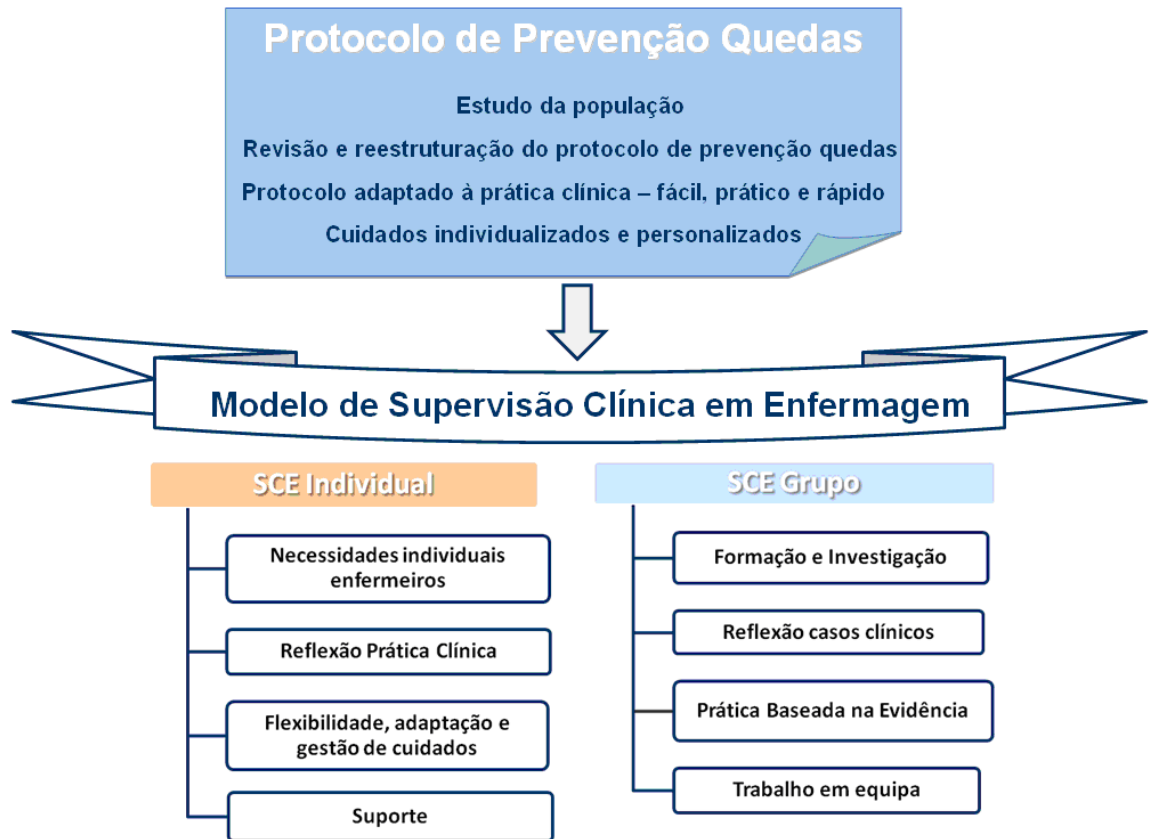 Protocolo de Prevenção Quedas
Estudo da população
Revisão e reestruturação do protocolo de prevenção quedas
Protocolo adaptado à prática clínica – fácil, prático e rápido
Cuidados individualizados e personalizados
Modelo de Supervisão Clínica em Enfermagem
SCE Individual
Necessidades individuais
enfermeiros
Reflexão Prática Clínica
Flexibilidade, adaptação e
gestão de cuidados
Suporte
SCE Grupo
Formação e Investigação
Reflexão casos clínicos
Prática Baseada na Evidência
Trabalho em equipa